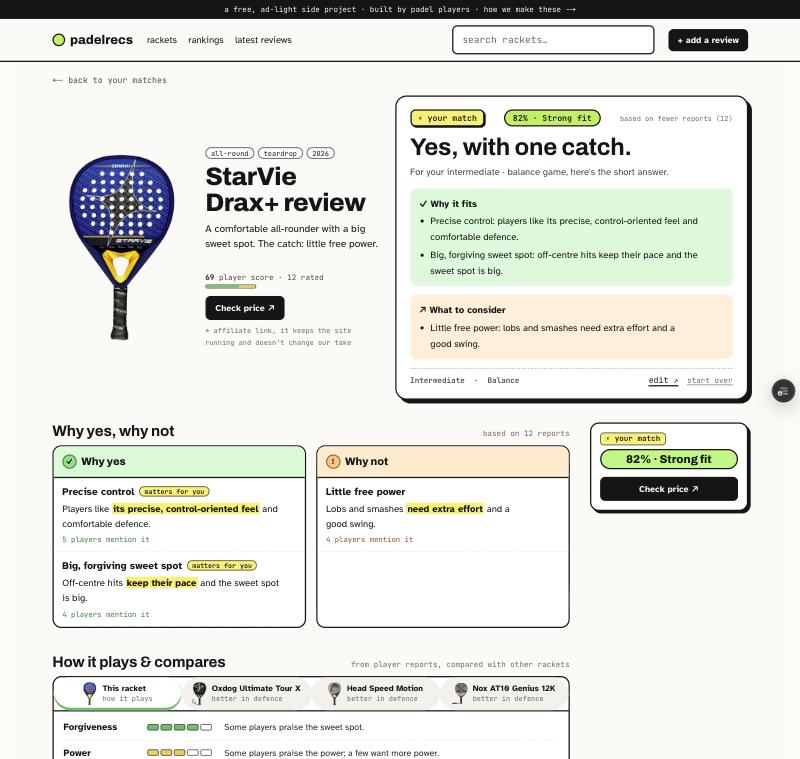 a free, ad-light side project · built by padel players · how we make these →
padelrecs
rackets
rankings
latest reviews
search rackets…
+ add a review
← back to your matches
all-round
teardrop
2026
StarVie
Drax+ review
A comfortable all-rounder with a big
sweet spot. The catch: little free power.
69 player score · 12 rated
Check price ↗
* affiliate link, it keeps the site
running and doesn't change our take
DRAX
STARVIE
⚡ your match
82% · Strong fit
based on fewer reports (12)
Yes, with one catch.
For your intermediate · balance game, here's the short answer.
✓ Why it fits
• Precise control: players like its precise, control-oriented feel and
comfortable defence.
• Big, forgiving sweet spot: off-centre hits keep their pace and the
sweet spot is big.
↗ What to consider
• Little free power: lobs and smashes need extra effort and a
good swing.
Intermediate · Balance
edit ↗
start over
Why yes, why not
based on 12 reports
Why yes
Precise control
matters for you
Players like its precise, control-oriented feel and
comfortable defence.
5 players mention it
Big, forgiving sweet spot
matters for you
Off-centre hits keep their pace and the sweet spot
is big.
4 players mention it
! Why not
Little free power
Lobs and smashes need extra effort and a
good swing.
4 players mention it
⚡ your match
82% · Strong fit
Check price ↗
How it plays & compares
from player reports, compared with other rackets
This racket
how it plays
Oxdog Ultimate Tour X
better in defence
Head Speed Motion
better in defence
Nox AT10 Genius 12K
better in defence
Forgiveness
Some players praise the sweet spot.
Power
Some players praise the power; a few want more power.